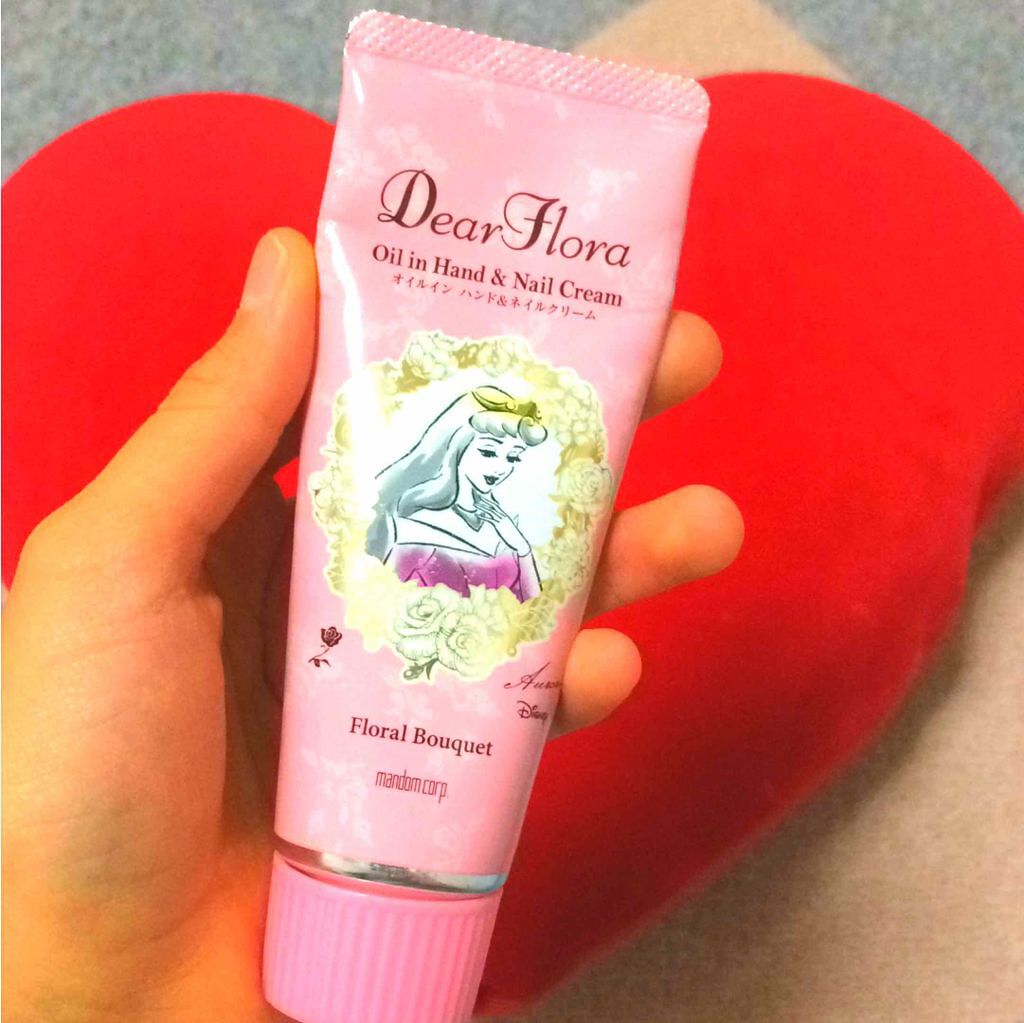 Dear Flora
Oil in Hand & Nail Cream
オイルイン ハンド&ネイルクリーム
Disney
Floral Bouquet
mandom corp.